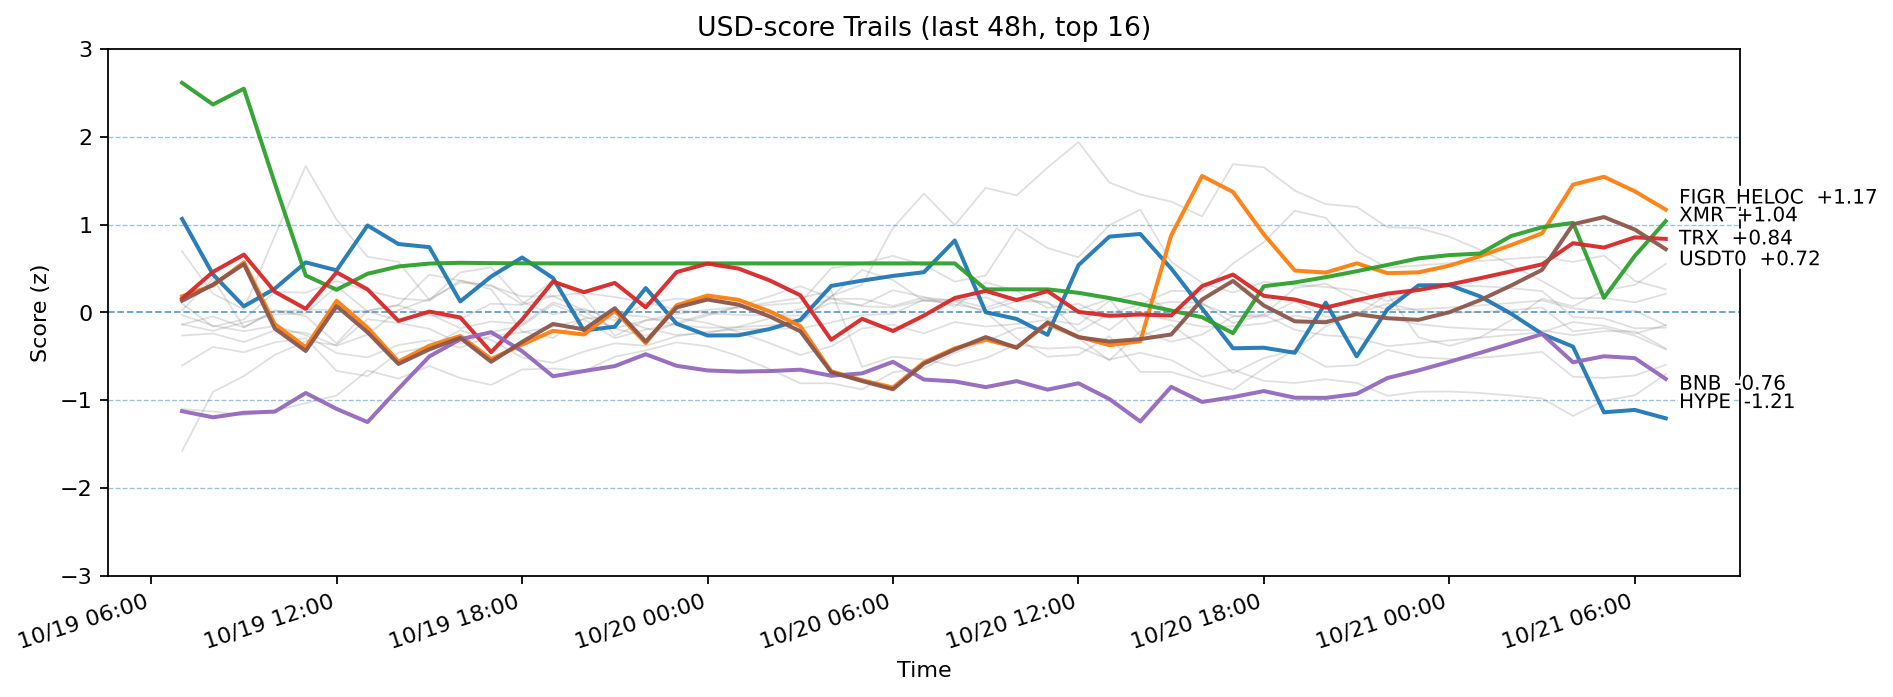 USD-score Trails (last 48h, top 16)
Score (z)
3
2
1
0
−1
−2
−3
FIGR_HELOC +1.17
XMR +1.04
TRX +0.84
USDT0 +0.72
BNB -0.76
HYPE -1.21
10/19 06:00
10/19 12:00
10/19 18:00
10/20 00:00
10/20 06:00
10/20 12:00
10/20 18:00
10/21 00:00
10/21 06:00
Time